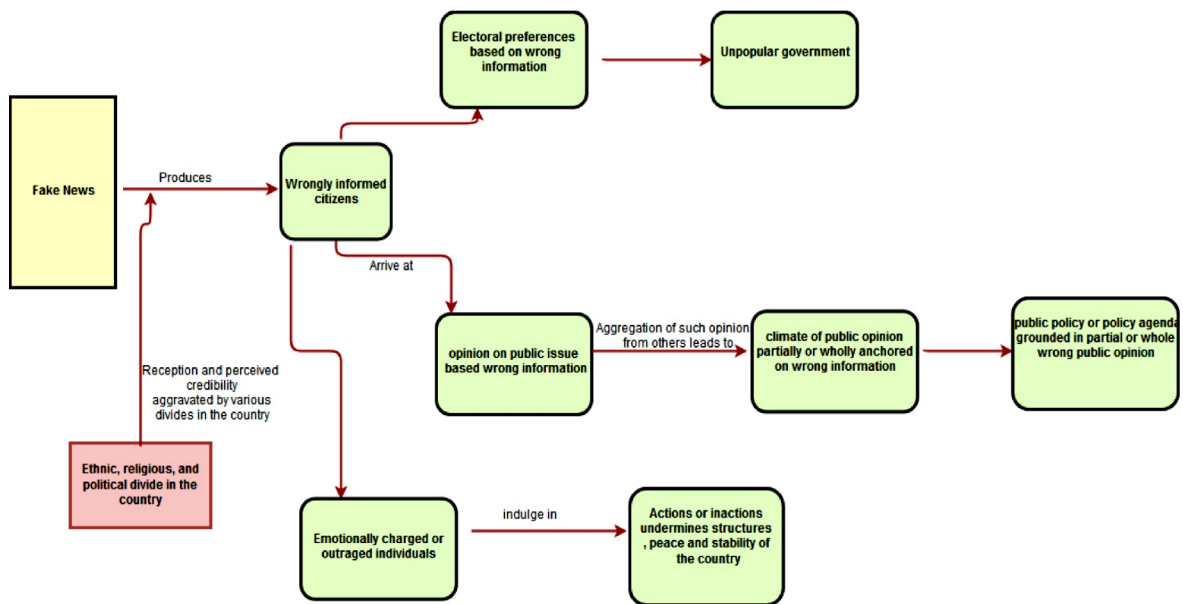 Electoral preferences
based on wrong
information
Unpopular government
Fake News
Produces
Wrongly informed
citizens
Arrive at
opinion on public issue
based wrong information
Aggregation of such opinion
from others leads to
climate of public opinion
partially or wholly anchored
on wrong information
public policy or policy agenda
grounded in partial or whole
wrong public opinion
Reception and perceived
credibility
aggravated by various
divides in the country
Ethnic, religious, and
political divide in the
country
Emotionally charged or
outraged individuals
indulge in
Actions or inactions
undermines structures
, peace and stability of
the country